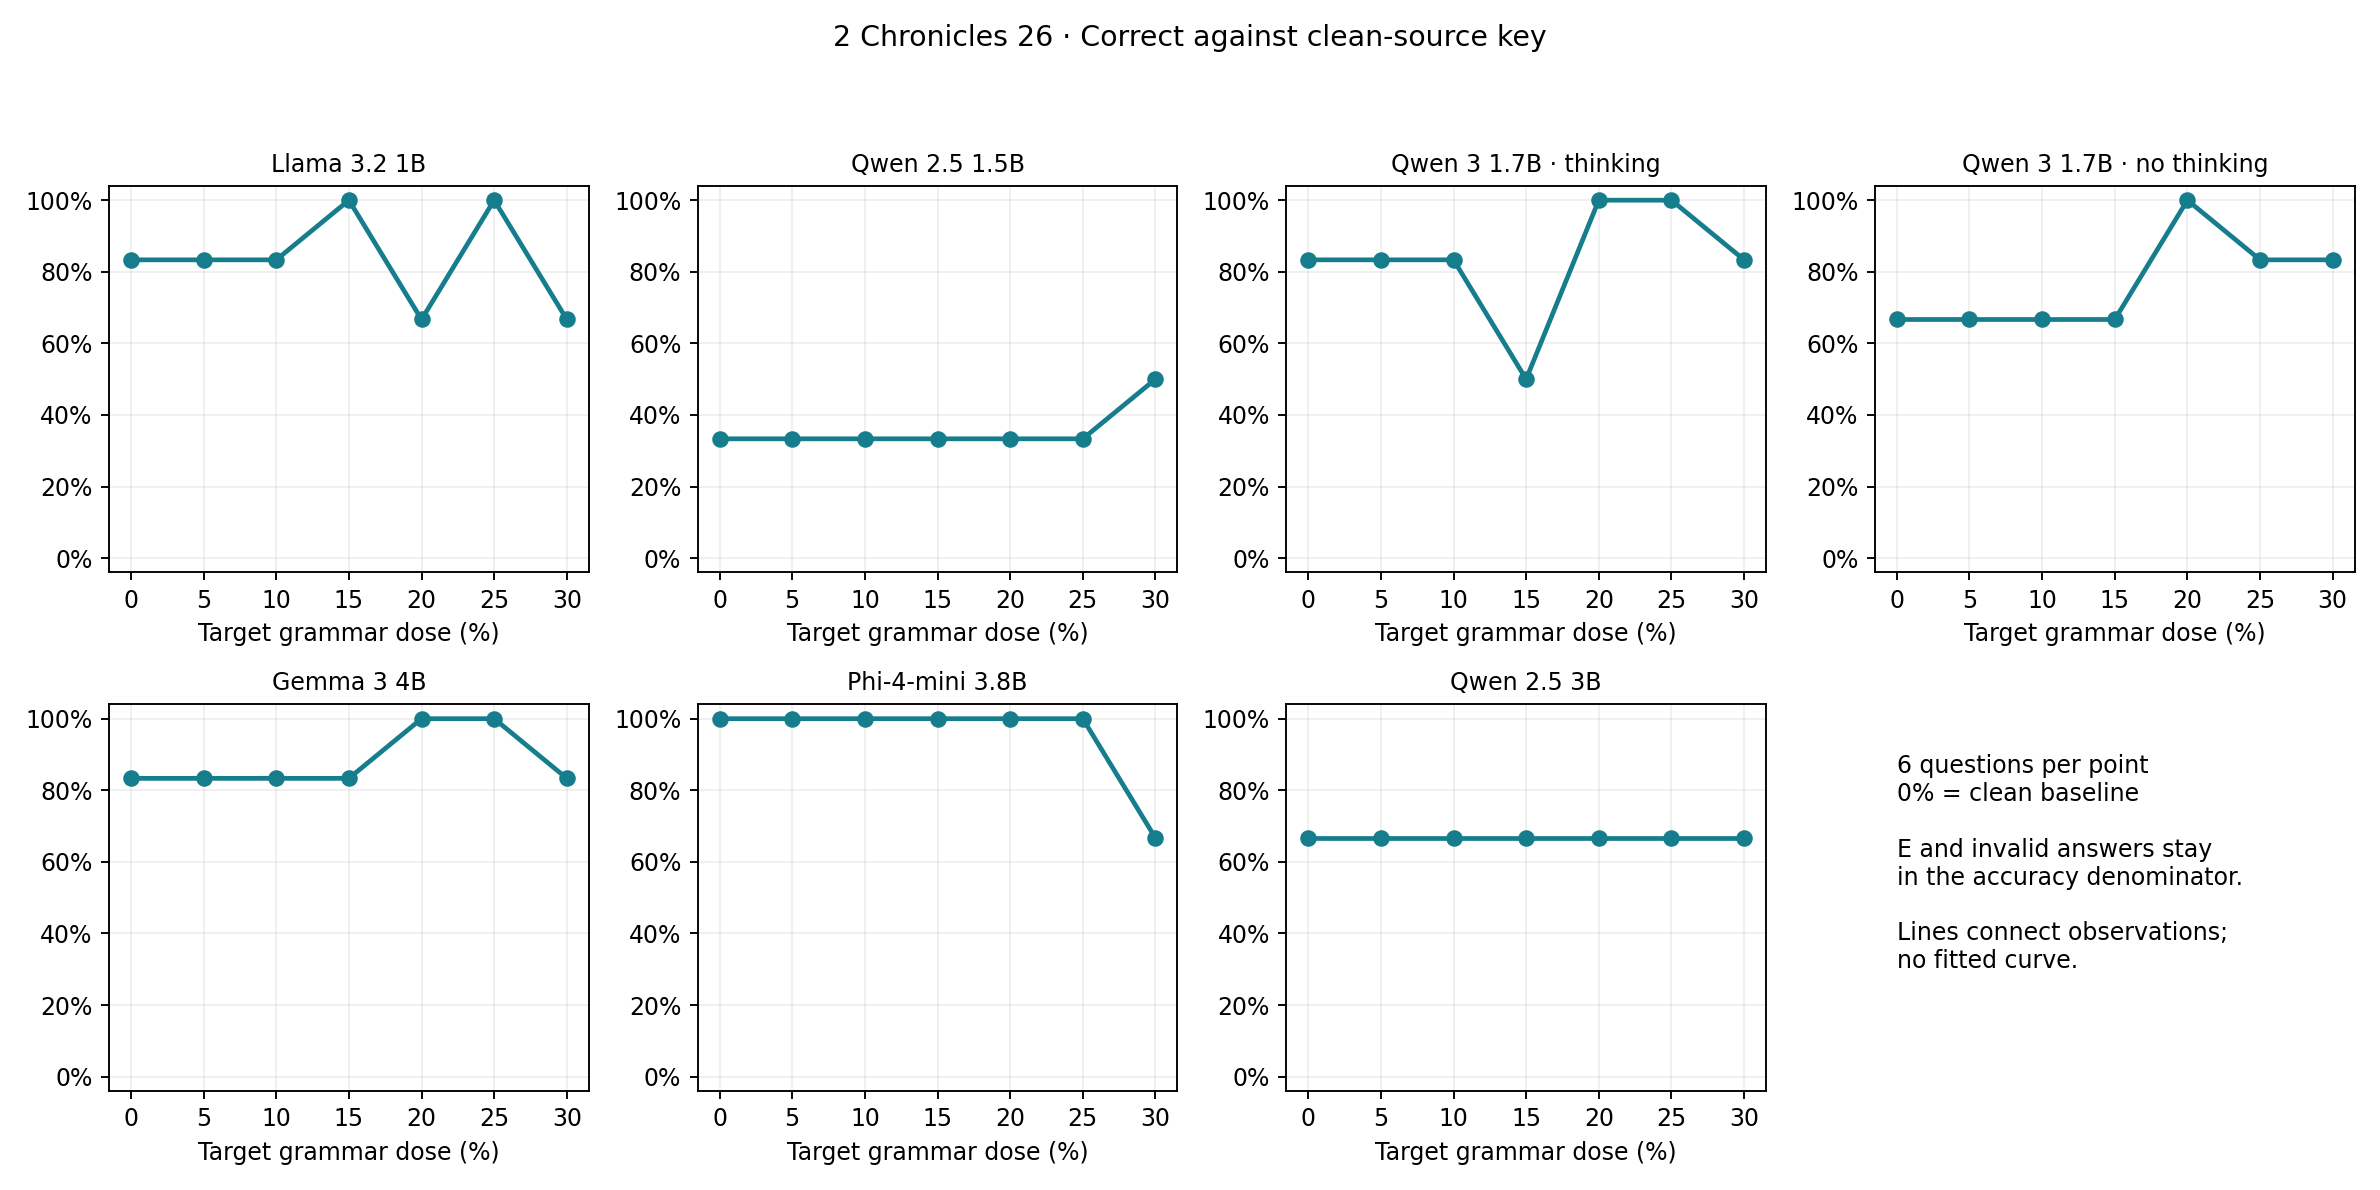 2 Chronicles 26 · Correct against clean-source key
Llama 3.2 1B
100%
80%
60%
40%
20%
0%
0 5 10 15 20 25 30
Target grammar dose (%)
Qwen 2.5 1.5B
100%
80%
60%
40%
20%
0%
0 5 10 15 20 25 30
Target grammar dose (%)
Qwen 3 1.7B · thinking
100%
80%
60%
40%
20%
0%
0 5 10 15 20 25 30
Target grammar dose (%)
Qwen 3 1.7B · no thinking
100%
80%
60%
40%
20%
0%
0 5 10 15 20 25 30
Target grammar dose (%)
Gemma 3 4B
100%
80%
60%
40%
20%
0%
0 5 10 15 20 25 30
Target grammar dose (%)
Phi-4-mini 3.8B
100%
80%
60%
40%
20%
0%
0 5 10 15 20 25 30
Target grammar dose (%)
Qwen 2.5 3B
100%
80%
60%
40%
20%
0%
0 5 10 15 20 25 30
Target grammar dose (%)
6 questions per point
0% = clean baseline
E and invalid answers stay
in the accuracy denominator.
Lines connect observations;
no fitted curve.